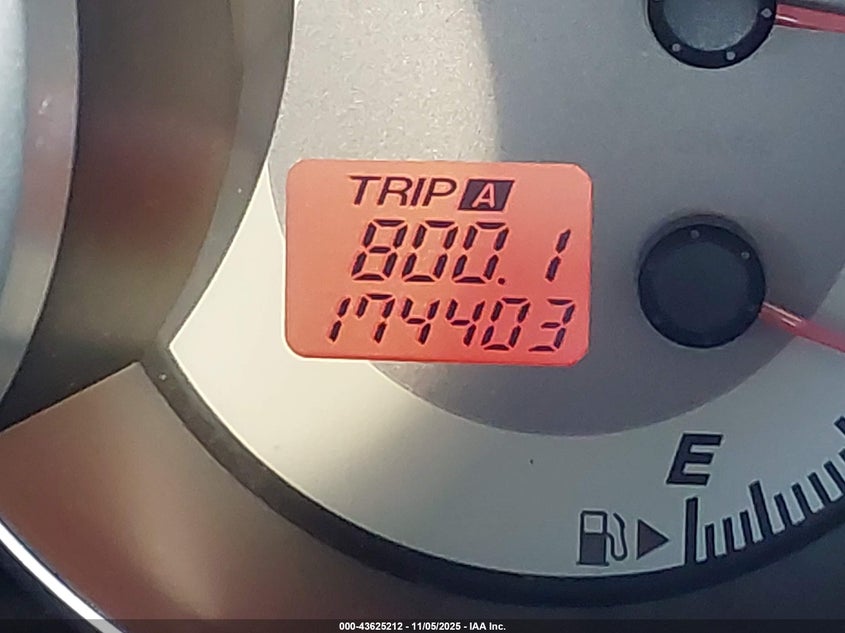 TRIP A
800.1
174403
E
000-43625212 - 11/05/2025 - IAA Inc.